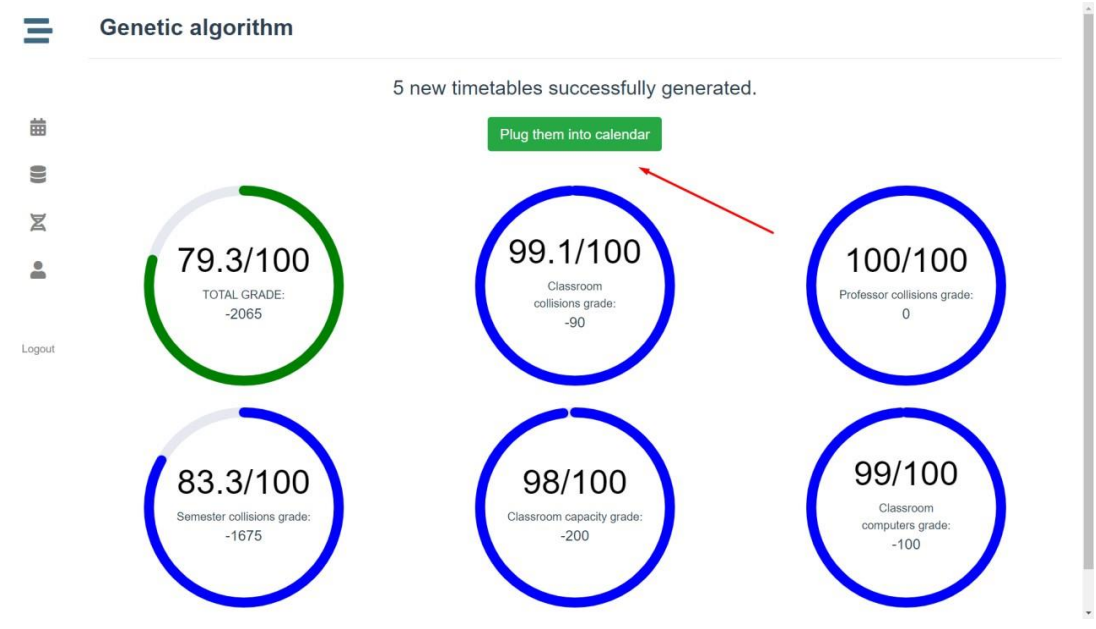 Genetic algorithm
5 new timetables successfully generated.
Plug them into calendar
79.3/100
TOTAL GRADE:
-2065
99.1/100
Classroom
collisions grade:
-90
100/100
Professor collisions grade:
0
Logout
83.3/100
Semester collisions grade:
-1675
98/100
Classroom capacity grade:
-200
99/100
Classroom
computers grade:
-100